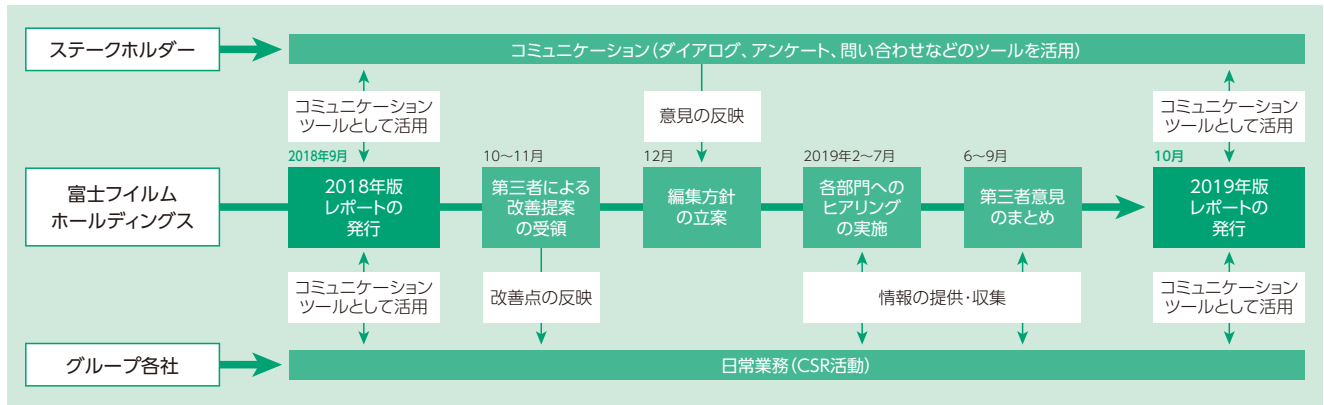 ステークホルダー
コミュニケーション（ダイアログ、アンケート、問い合わせなどのツールを活用）
コミュニケーション
ツールとして活用
意見の反映
コミュニケーション
ツールとして活用
富士フイルム
ホールディングス
2018年9月
2018年版
レポートの
発行
10〜11月
第三者による
改善提案
の受領
12月
編集方針
の立案
2019年2〜7月
各部門への
ヒアリング
の実施
6〜9月
第三者意見
のまとめ
10月
2019年版
レポートの
発行
コミュニケーション
ツールとして活用
改善点の反映
情報の提供・収集
コミュニケーション
ツールとして活用
グループ各社
日常業務（CSR活動）